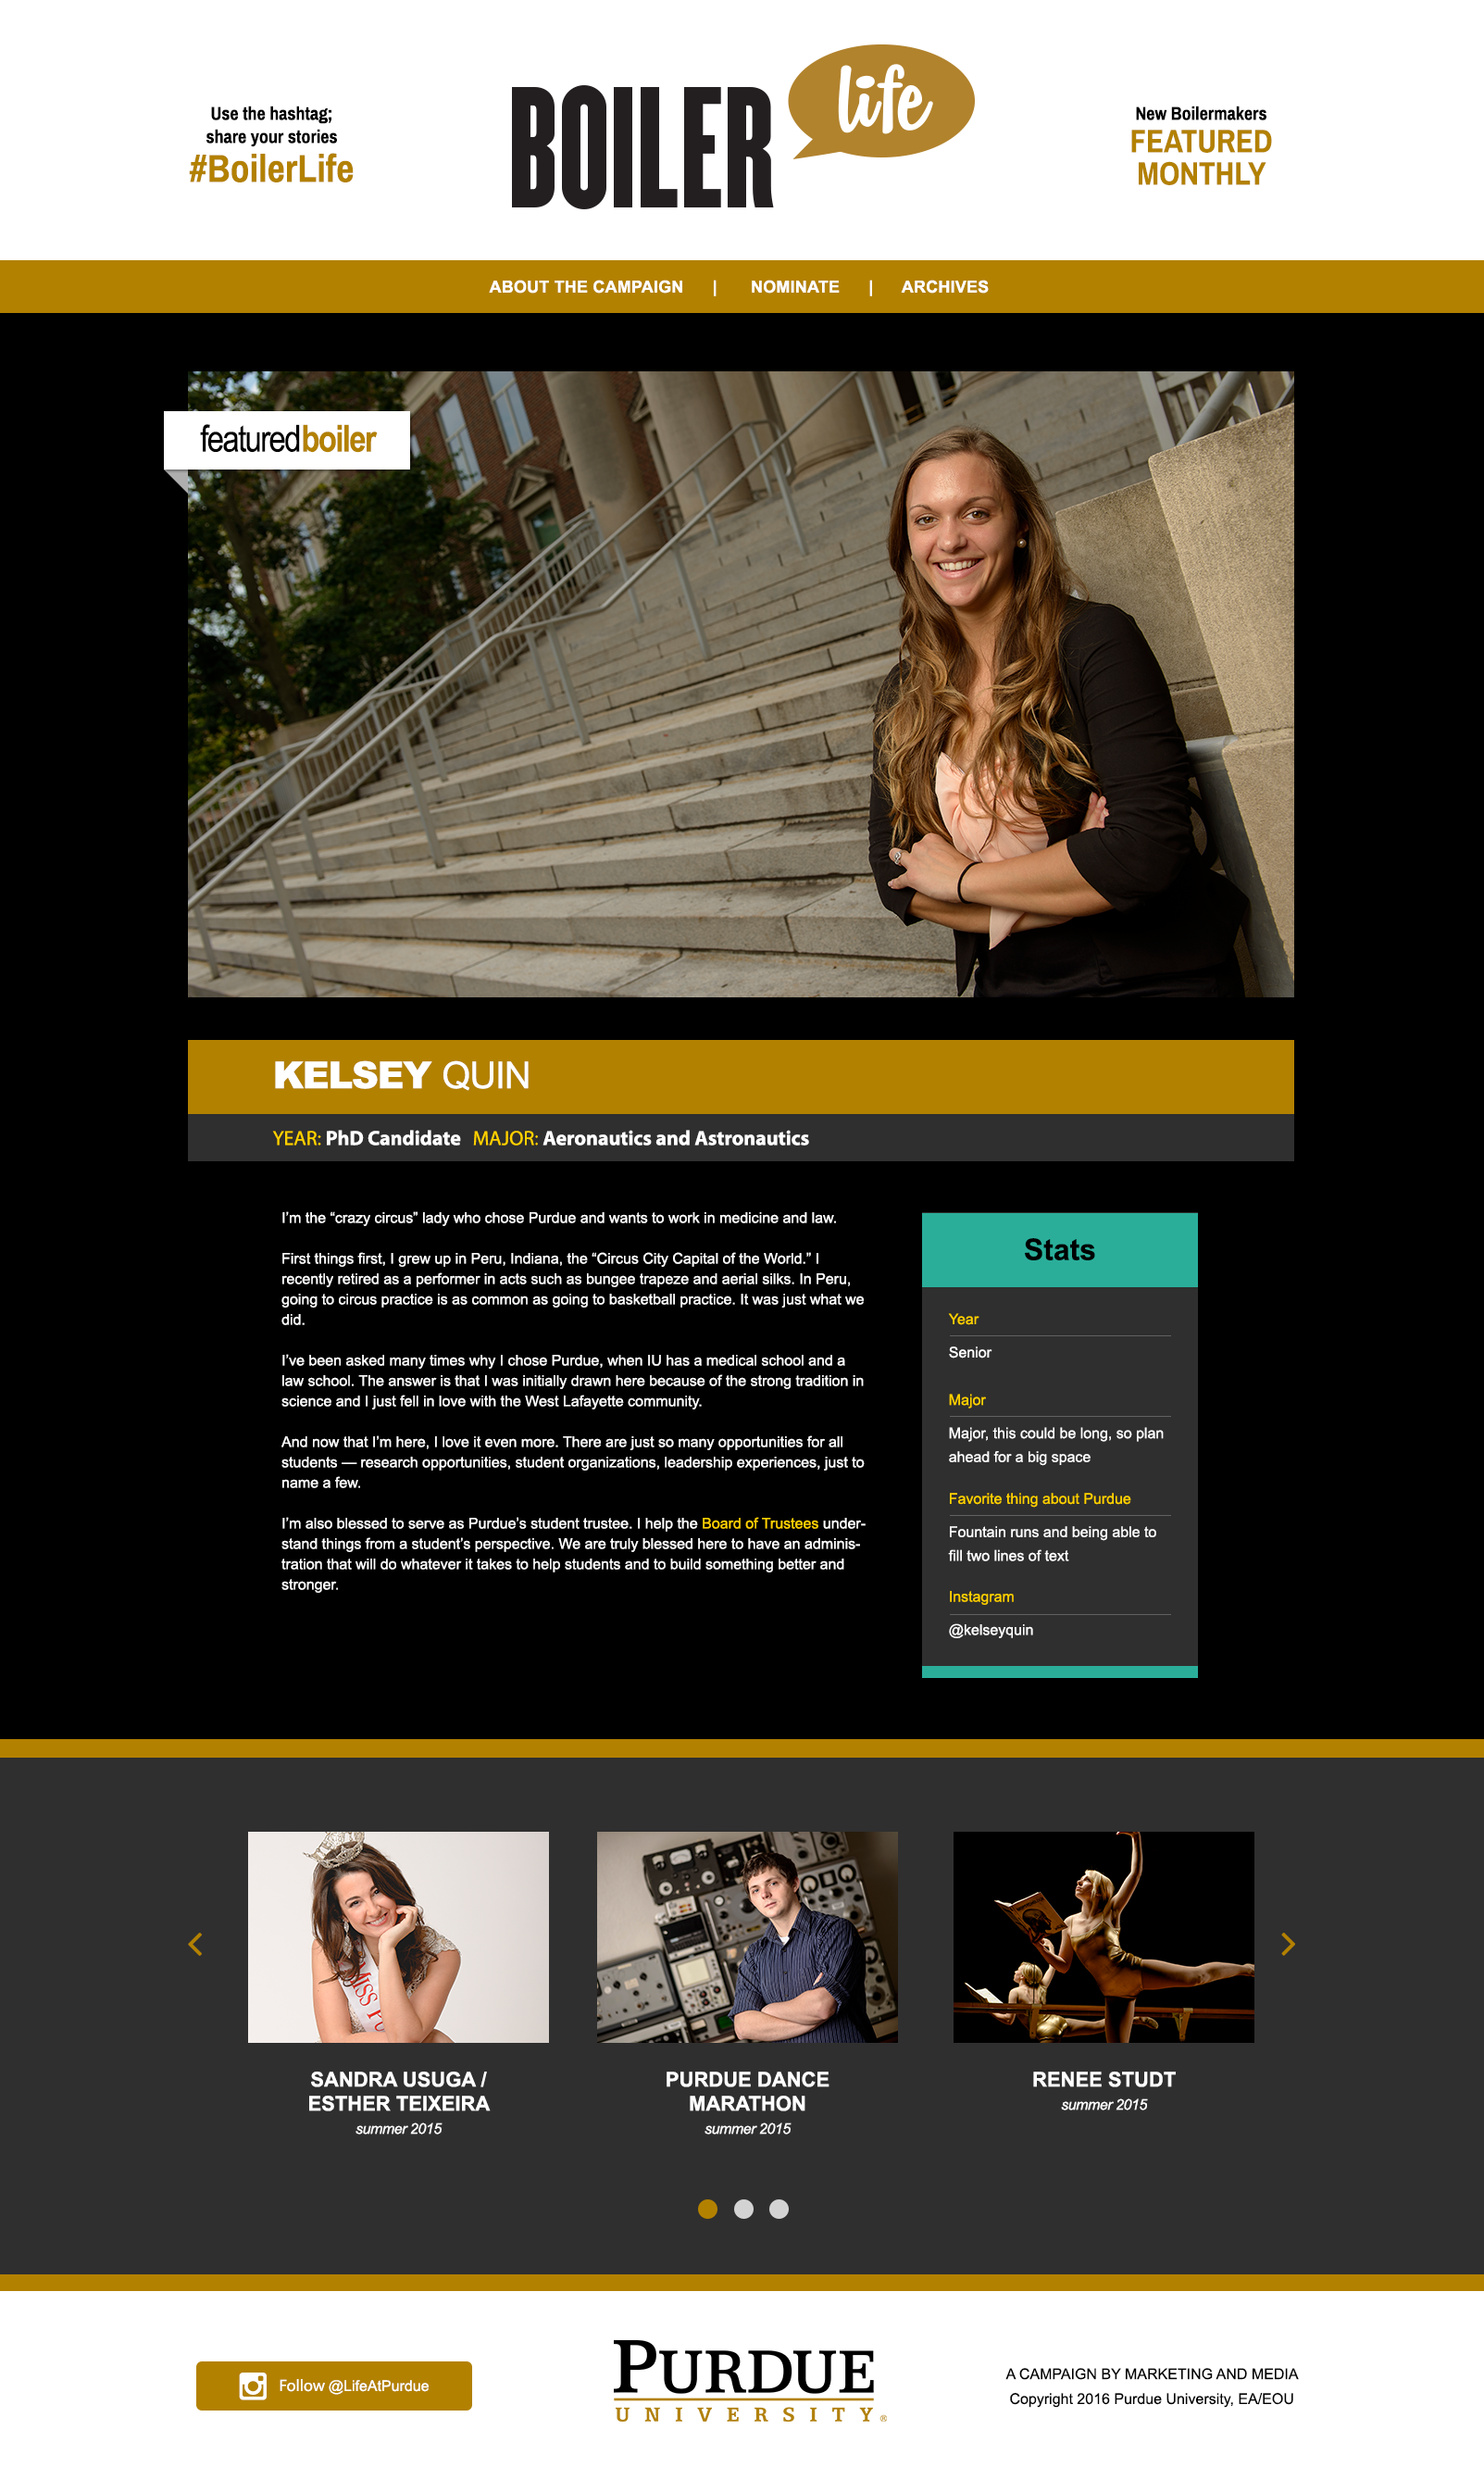 Use the hashtag;
share your stories
#BoilerLife
BOILER life
New Boilermakers
FEATURED
MONTHLY
ABOUT THE CAMPAIGN | NOMINATE | ARCHIVES
featuredboiler
KELSEY QUIN
YEAR: PhD Candidate MAJOR: Aeronautics and Astronautics
I’m the “crazy circus” lady who chose Purdue and wants to work in medicine and law.
First things first, I grew up in Peru, Indiana, the “Circus City Capital of the World.” I
recently retired as a performer in acts such as bungee trapeze and aerial silks. In Peru,
going to circus practice is as common as going to basketball practice. It was just what we
did.
I’ve been asked many times why I chose Purdue, when IU has a medical school and a
law school. The answer is that I was initially drawn here because of the strong tradition in
science and I just fell in love with the West Lafayette community.
And now that I’m here, I love it even more. There are just so many opportunities for all
students — research opportunities, student organizations, leadership experiences, just to
name a few.
I’m also blessed to serve as Purdue’s student trustee. I help the Board of Trustees under-
stand things from a student’s perspective. We are truly blessed here to have an adminis-
tration that will do whatever it takes to help students and to build something better and
stronger.
Stats
Year
Senior
Major
Major, this could be long, so plan
ahead for a big space
Favorite thing about Purdue
Fountain runs and being able to
fill two lines of text
Instagram
@kelseyquin
MISS
SANDRA USUGA /
ESTHER TEIXEIRA
summer 2015
PURDUE DANCE
MARATHON
summer 2015
RENEE STUDT
summer 2015
Follow @LifeAtPurdue
PURDUE
UNIVERSITY®
A CAMPAIGN BY MARKETING AND MEDIA
Copyright 2016 Purdue University, EA/EOU